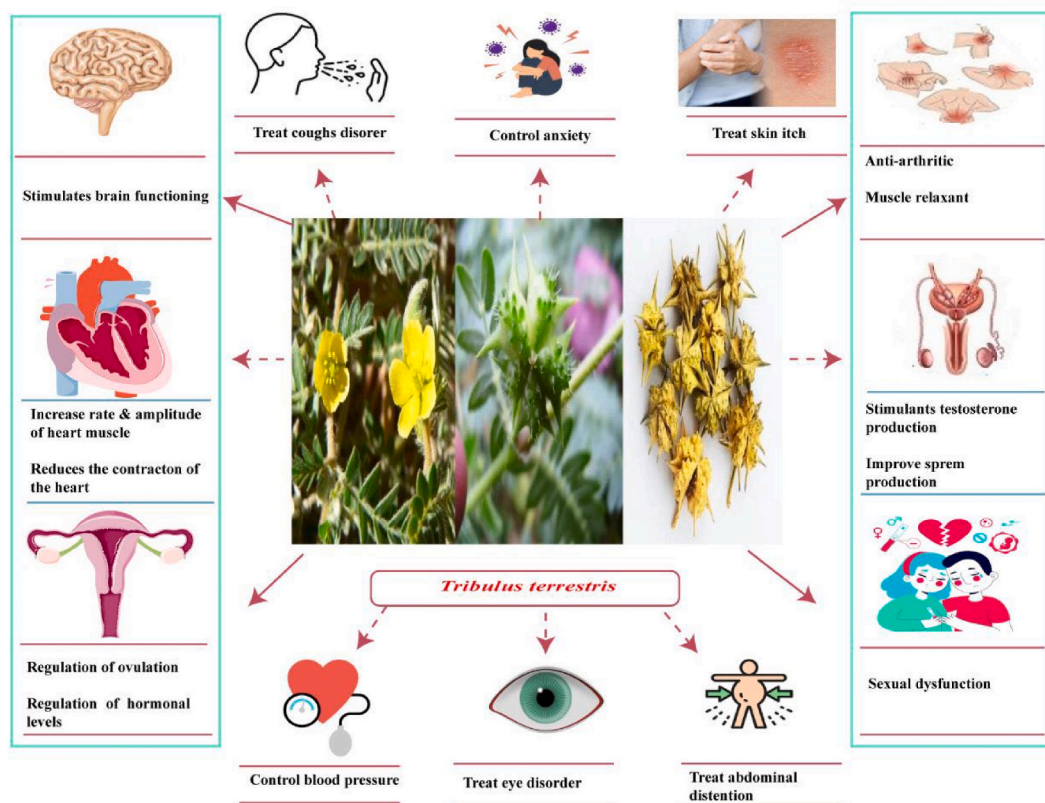 Treat coughs disorer
Control anxiety
Treat skin itch
Stimulates brain functioning
Anti-arthritic
Muscle relaxant
Increase rate & amplitude
of heart muscle
Reduces the contracton of
the heart
Stimulants testosterone
production
Improve sprem
production
Tribulus terrestris
Regulation of ovulation
Regulation of hormonal
levels
Sexual dysfunction
Control blood pressure
Treat eye disorder
Treat abdominal
distention